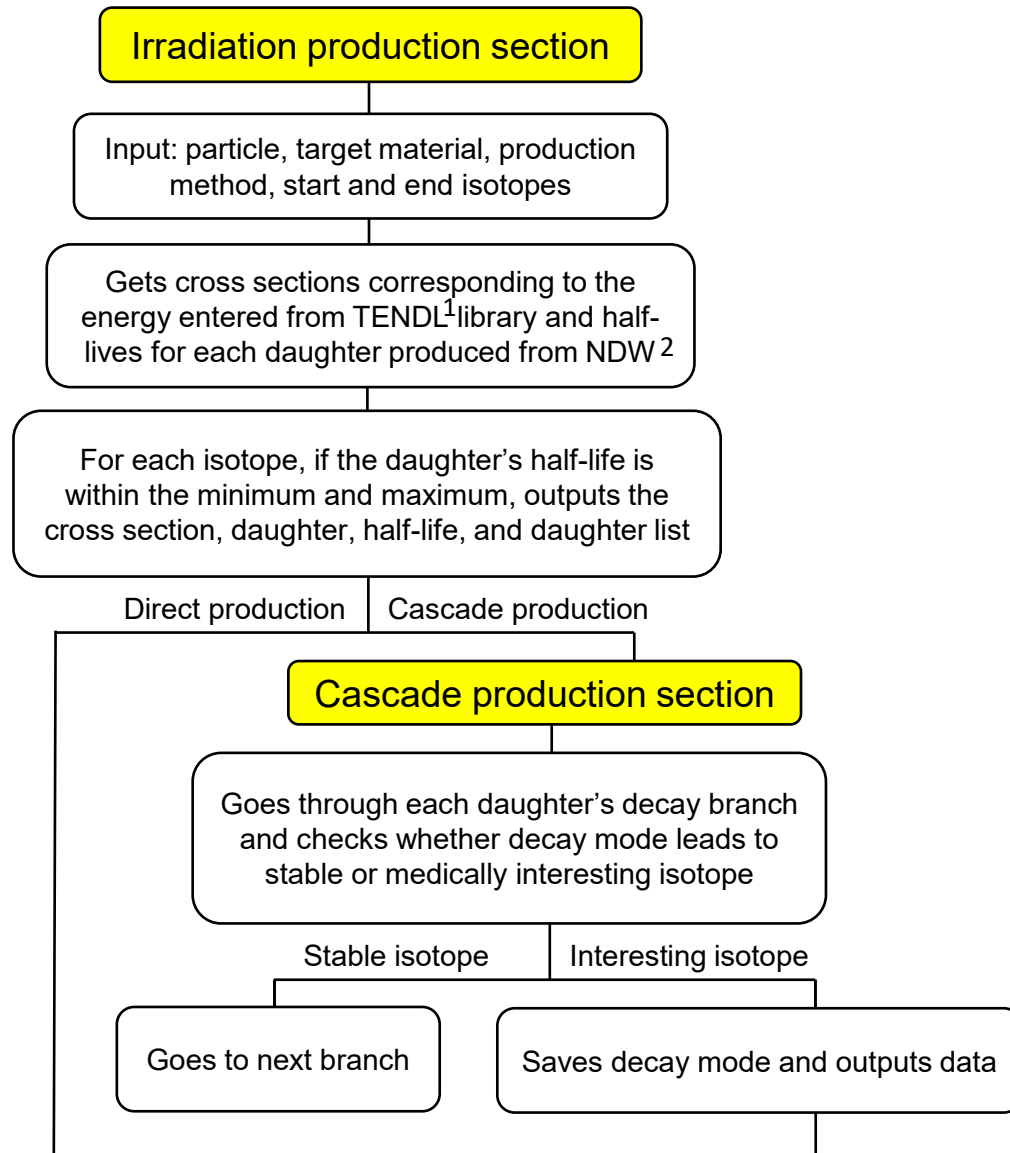 Irradiation production section
Input: particle, target material, production
method, start and end isotopes
Gets cross sections corresponding to the
energy entered from TENDL1 library and half-
lives for each daughter produced from NDW 2
For each isotope, if the daughter’s half-life is
within the minimum and maximum, outputs the
cross section, daughter, half-life, and daughter list
Direct production
Cascade production
Cascade production section
Goes through each daughter’s decay branch
and checks whether decay mode leads to
stable or medically interesting isotope
Stable isotope
Interesting isotope
Goes to next branch
Saves decay mode and outputs data